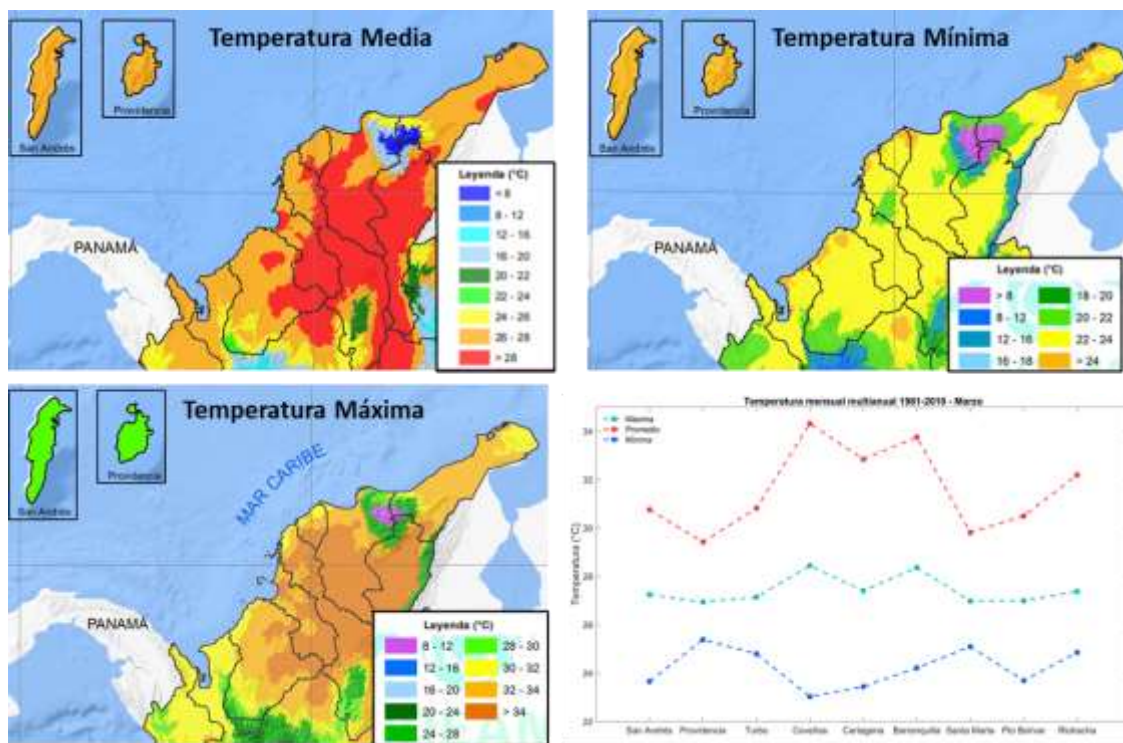 Temperatura Media
San Andrés
Providencia
PANAMÁ
Leyenda (°C)
< 8
8 - 12
12 - 16
16 - 20
20 - 22
22 - 24
24 - 26
26 - 28
> 28
Temperatura Mínima
San Andrés
Providencia
PANAMÁ
Leyenda (°C)
> 8
8 - 12
12 - 16
16 - 18
18 - 20
20 - 22
22 - 24
> 24
Temperatura Máxima
San Andrés
Providencia
MAR CARIBE
PANAMÁ
Leyenda (°C)
8 - 12
12 - 16
16 - 20
20 - 24
24 - 28
28 - 30
30 - 32
32 - 34
> 34
Temperatura mensual multianual 1981-2010 - Marzo
Máxima
Promedio
Mínima
Temperatura (°C)
34
32
30
28
26
24
San Andrés
Providencia
Turbo
Coveñas
Cartagena
Barranquilla
Santa Marta
Pto Bolívar
Riohacha